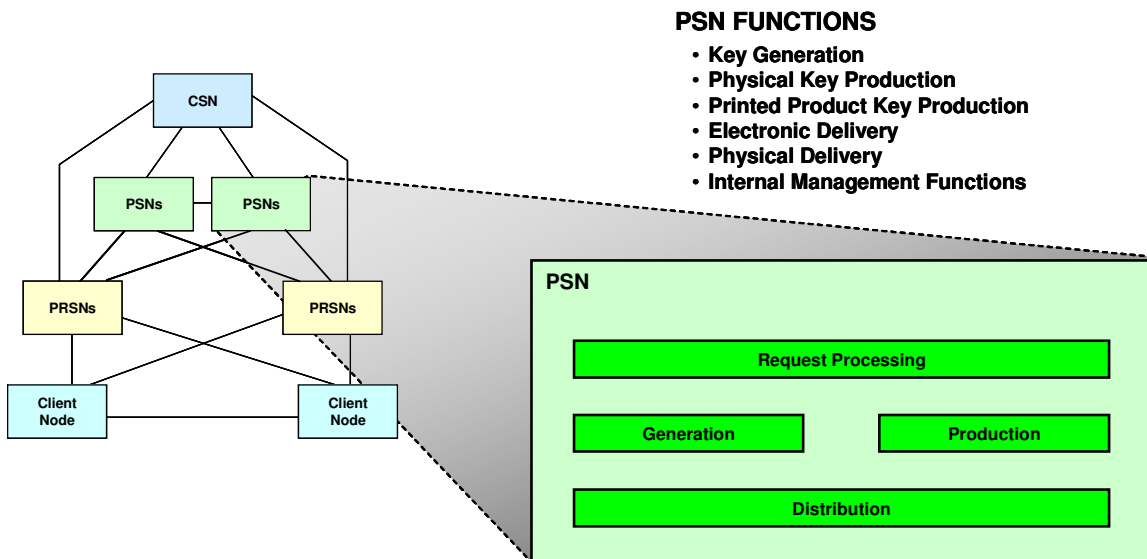 PSN FUNCTIONS
• Key Generation
• Physical Key Production
• Printed Product Key Production
• Electronic Delivery
• Physical Delivery
• Internal Management Functions
CSN
PSNs
PSNs
PRSNs
PRSNs
Client
Node
Client
Node
PSN
Request Processing
Generation
Production
Distribution